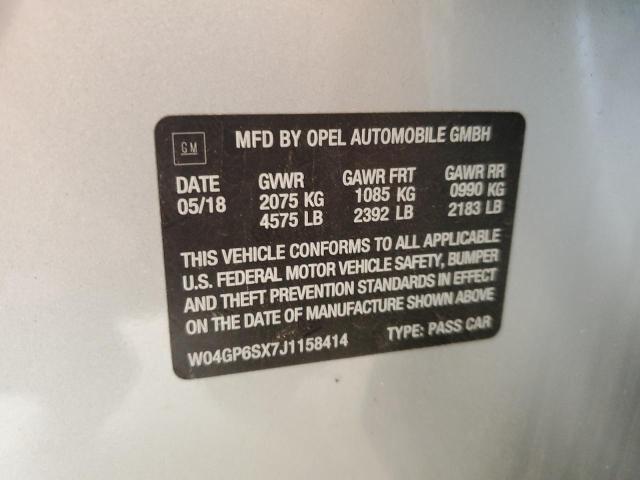 GM
MFD BY OPEL AUTOMOBILE GMBH
DATE GVWR GAWR FRT GAWR RR
05/18 2075 KG 1085 KG 0990 KG
4575 LB 2392 LB 2183 LB
THIS VEHICLE CONFORMS TO ALL APPLICABLE
U.S. FEDERAL MOTOR VEHICLE SAFETY, BUMPER
AND THEFT PREVENTION STANDARDS IN EFFECT
ON THE DATE OF MANUFACTURE SHOWN ABOVE
W04GP6SX7J1158414 TYPE: PASS CAR